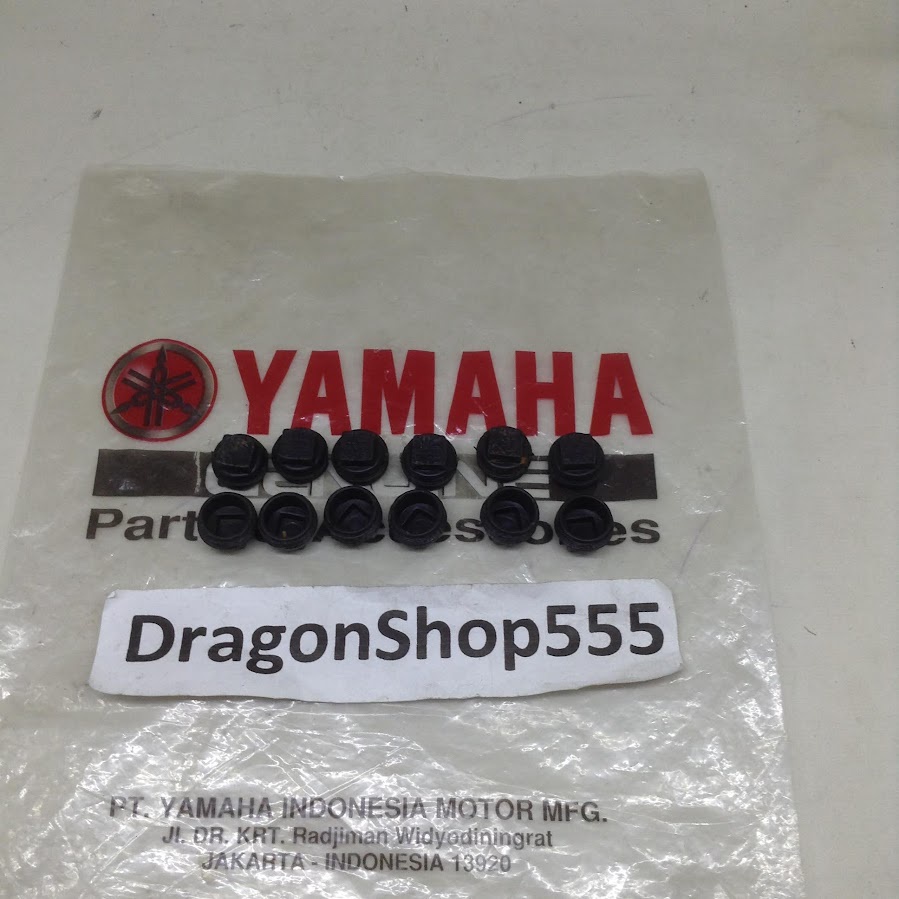 YAMAHA
DragonShop555
PT. YAMAHA INDONESIA MOTOR MFG.
Jl. DR. KRT. Radjiman Widyodiningrat
JAKARTA - INDONESIA 13920